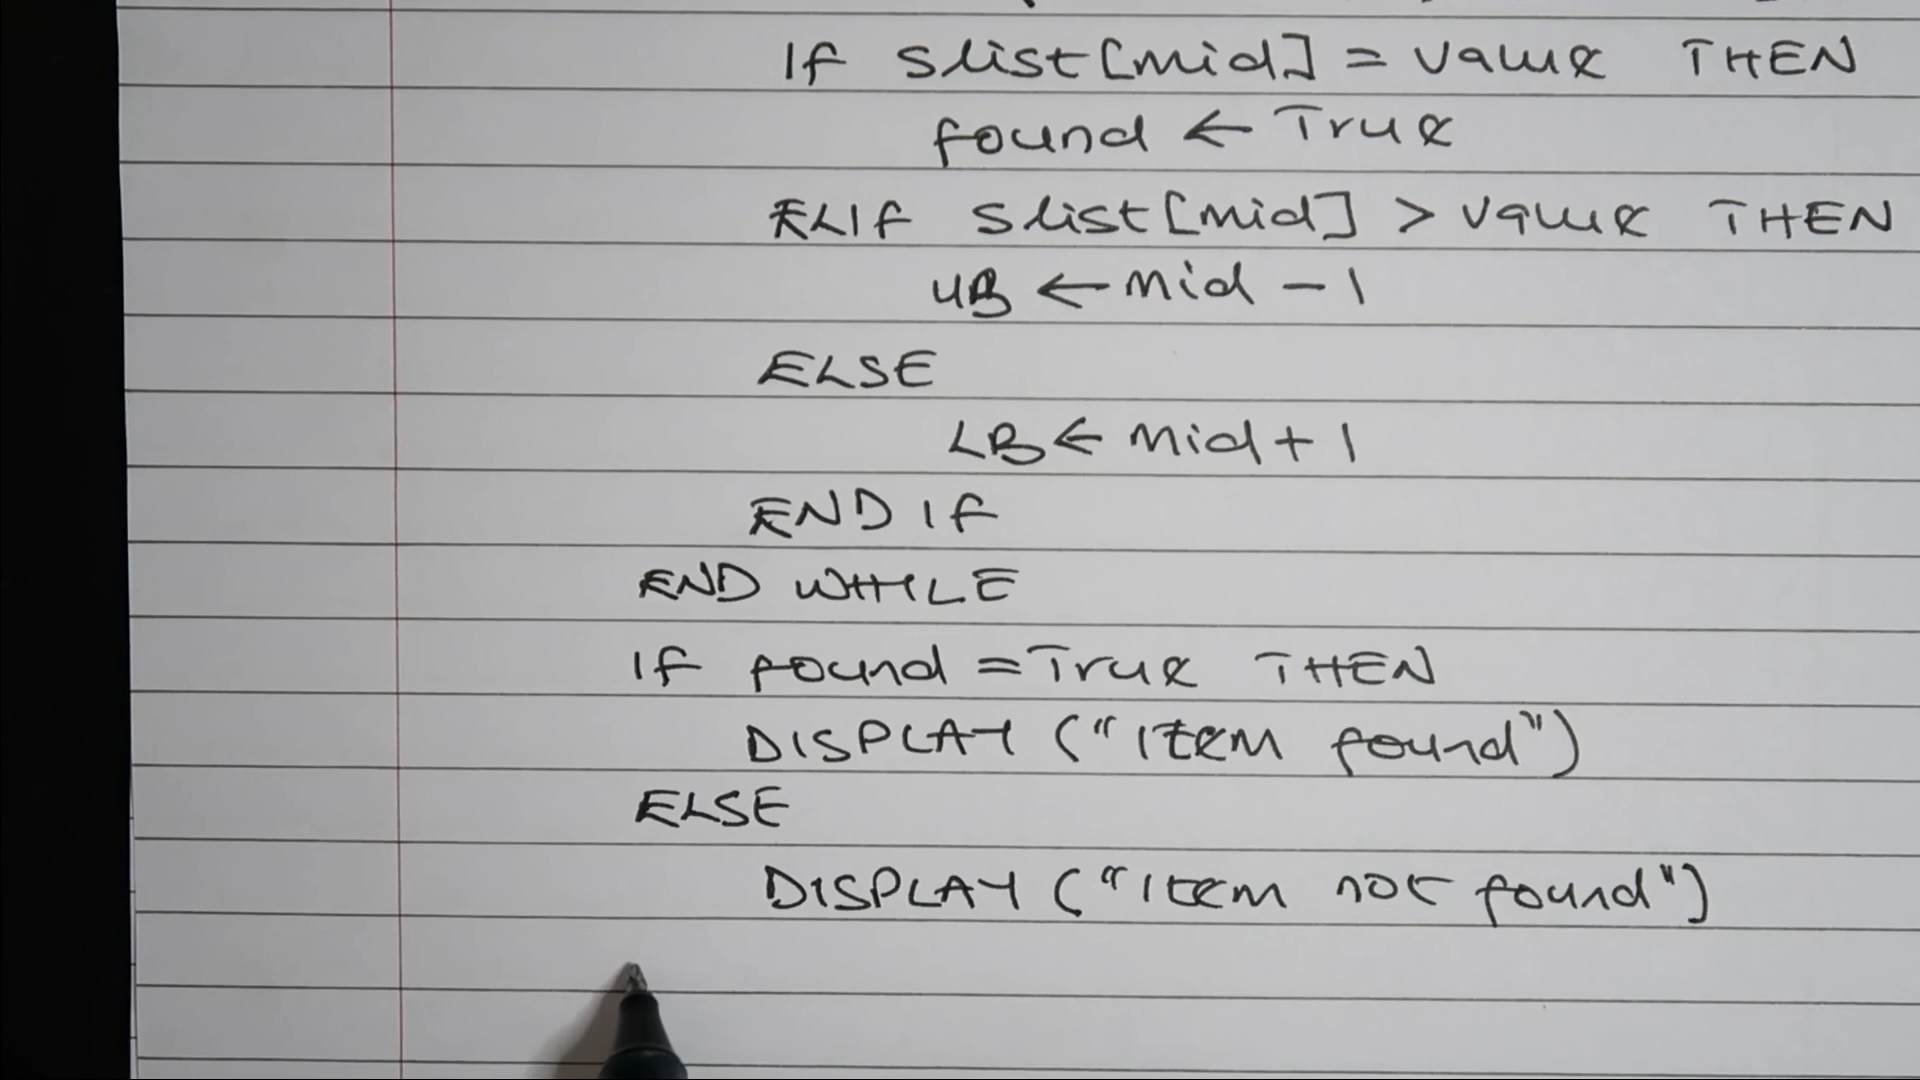 If slist[mid] = value THEN
found ← True
ELIF slist[mid] > value THEN
UB ← mid - 1
ELSE
LB ← mid + 1
END IF
END WHILE
IF found = True THEN
DISPLAY ("Item found")
ELSE
DISPLAY ("Item not found")